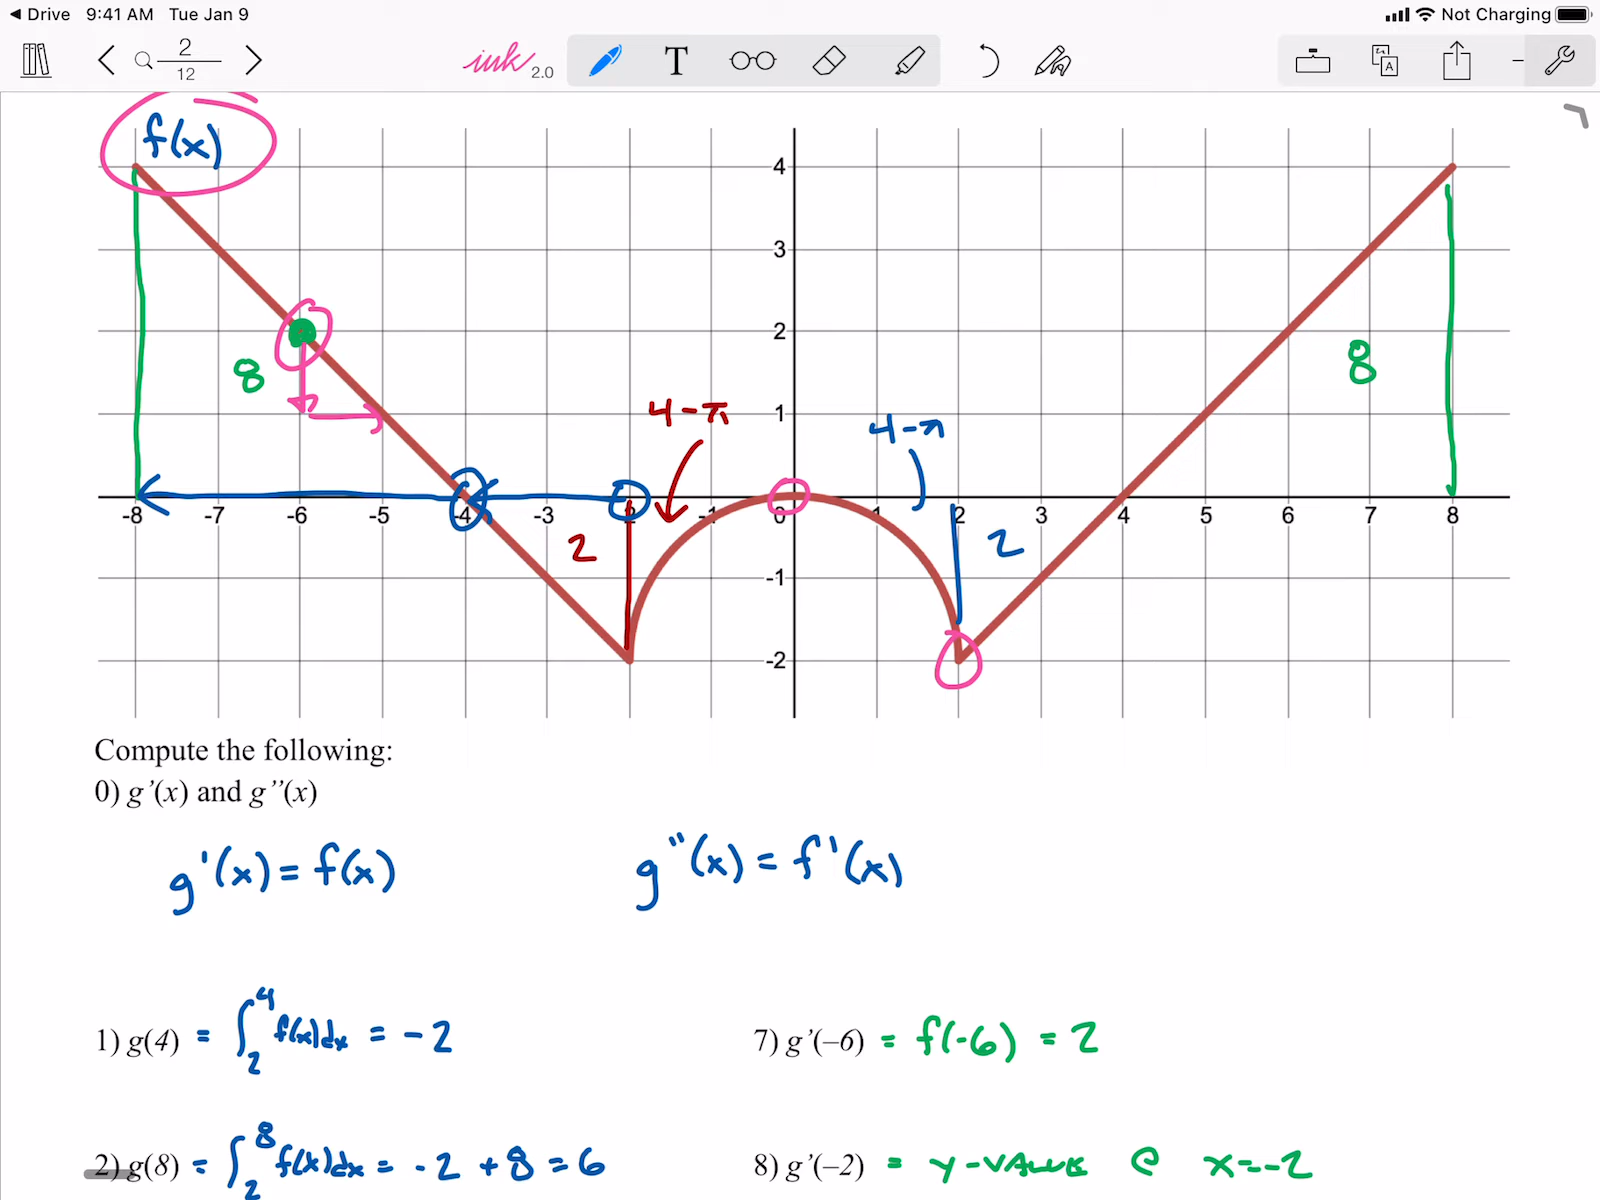 ◀ Drive 9:41 AM Tue Jan 9 Not Charging
2
12
ink 2.0 T A
f(x)
4
3
2
8
8
4-π
1
4-π
-8 -7 -6 -5 -4 -3 2 -1 0 1 2 3 4 5 6 7 8
2
2
-1
-2
Compute the following:
0) g’(x) and g’’(x)
g'(x) = f(x)
g"(x) = f'(x)
1) g(4) = ∫₂⁴ f(x)dx = -2
7) g’(–6) = f(-6) = 2
2) g(8) = ∫₂⁸ f(x)dx = -2 + 8 = 6
8) g’(–2) = y-VALUE @ x=-2